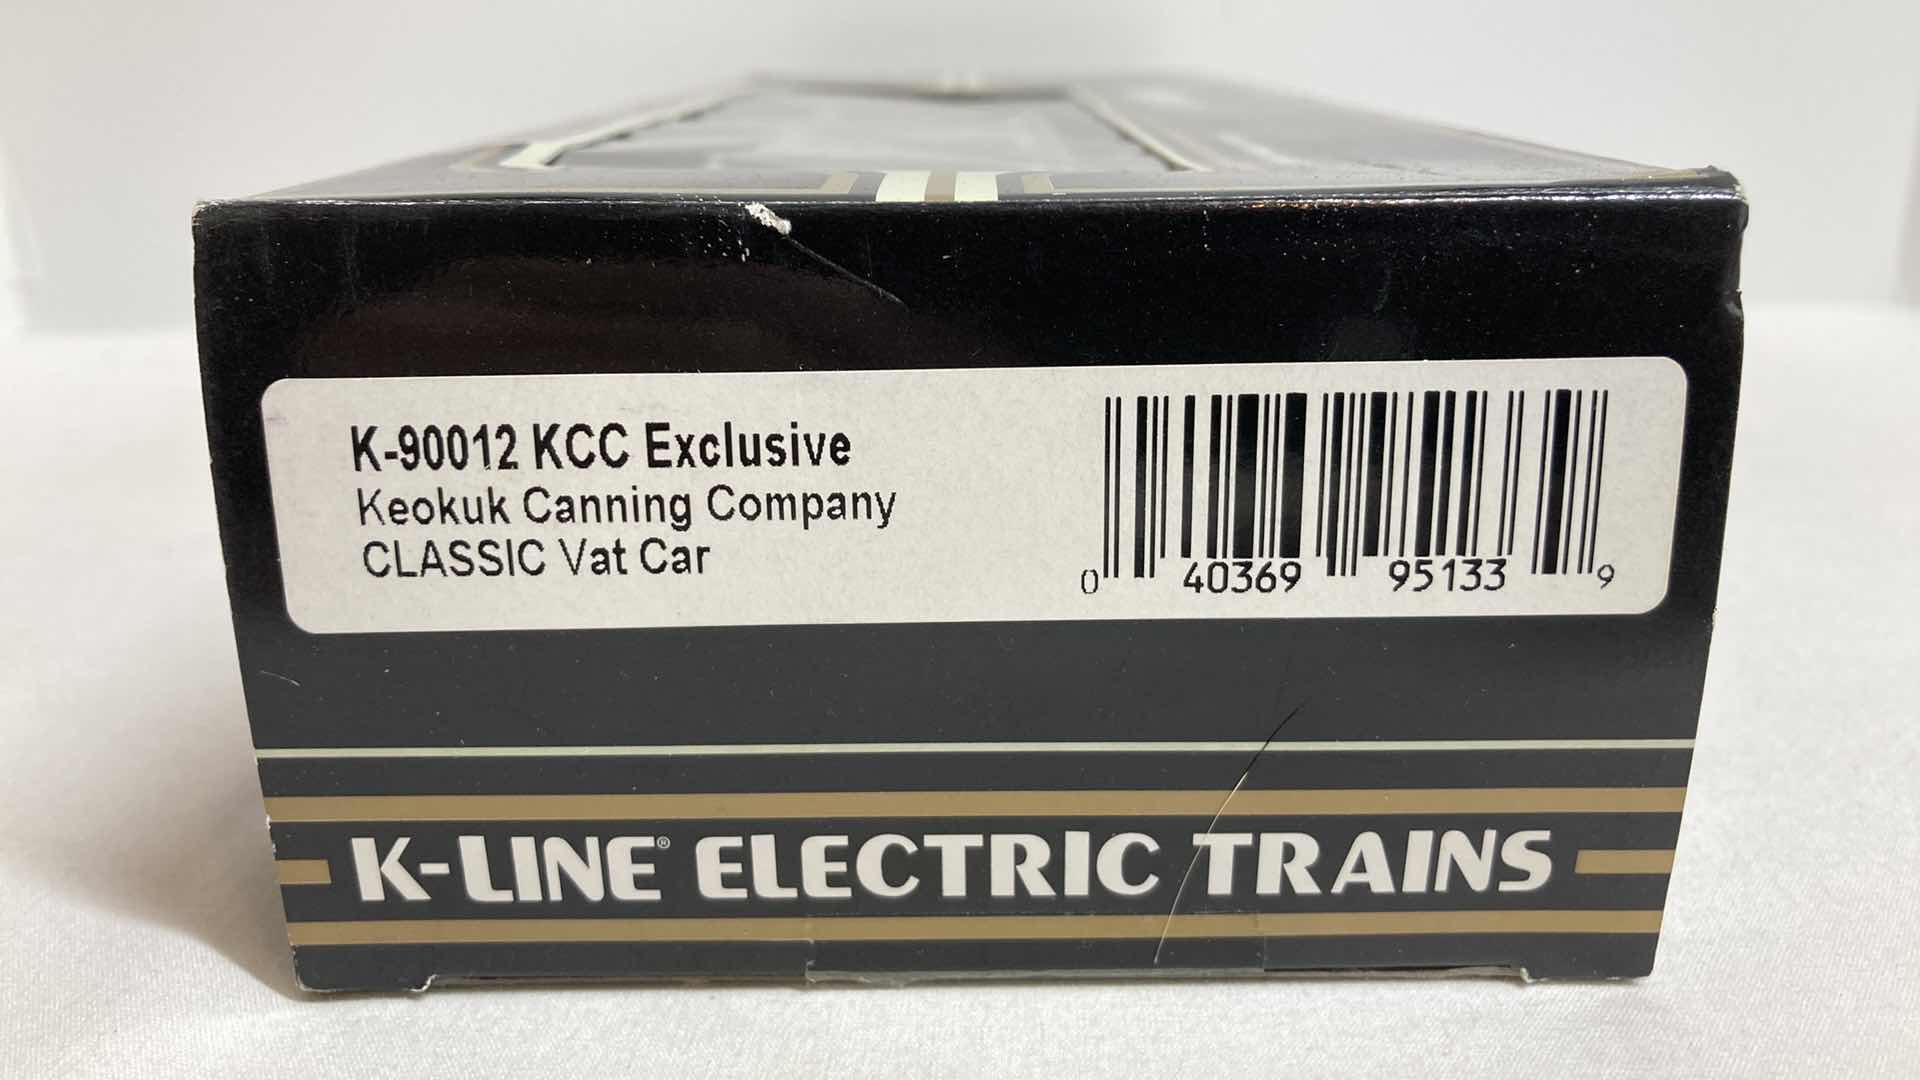 K-90012 KCC Exclusive
Keokuk Canning Company
CLASSIC Vat Car
0 40369 95133 9
K-LINE® ELECTRIC TRAINS